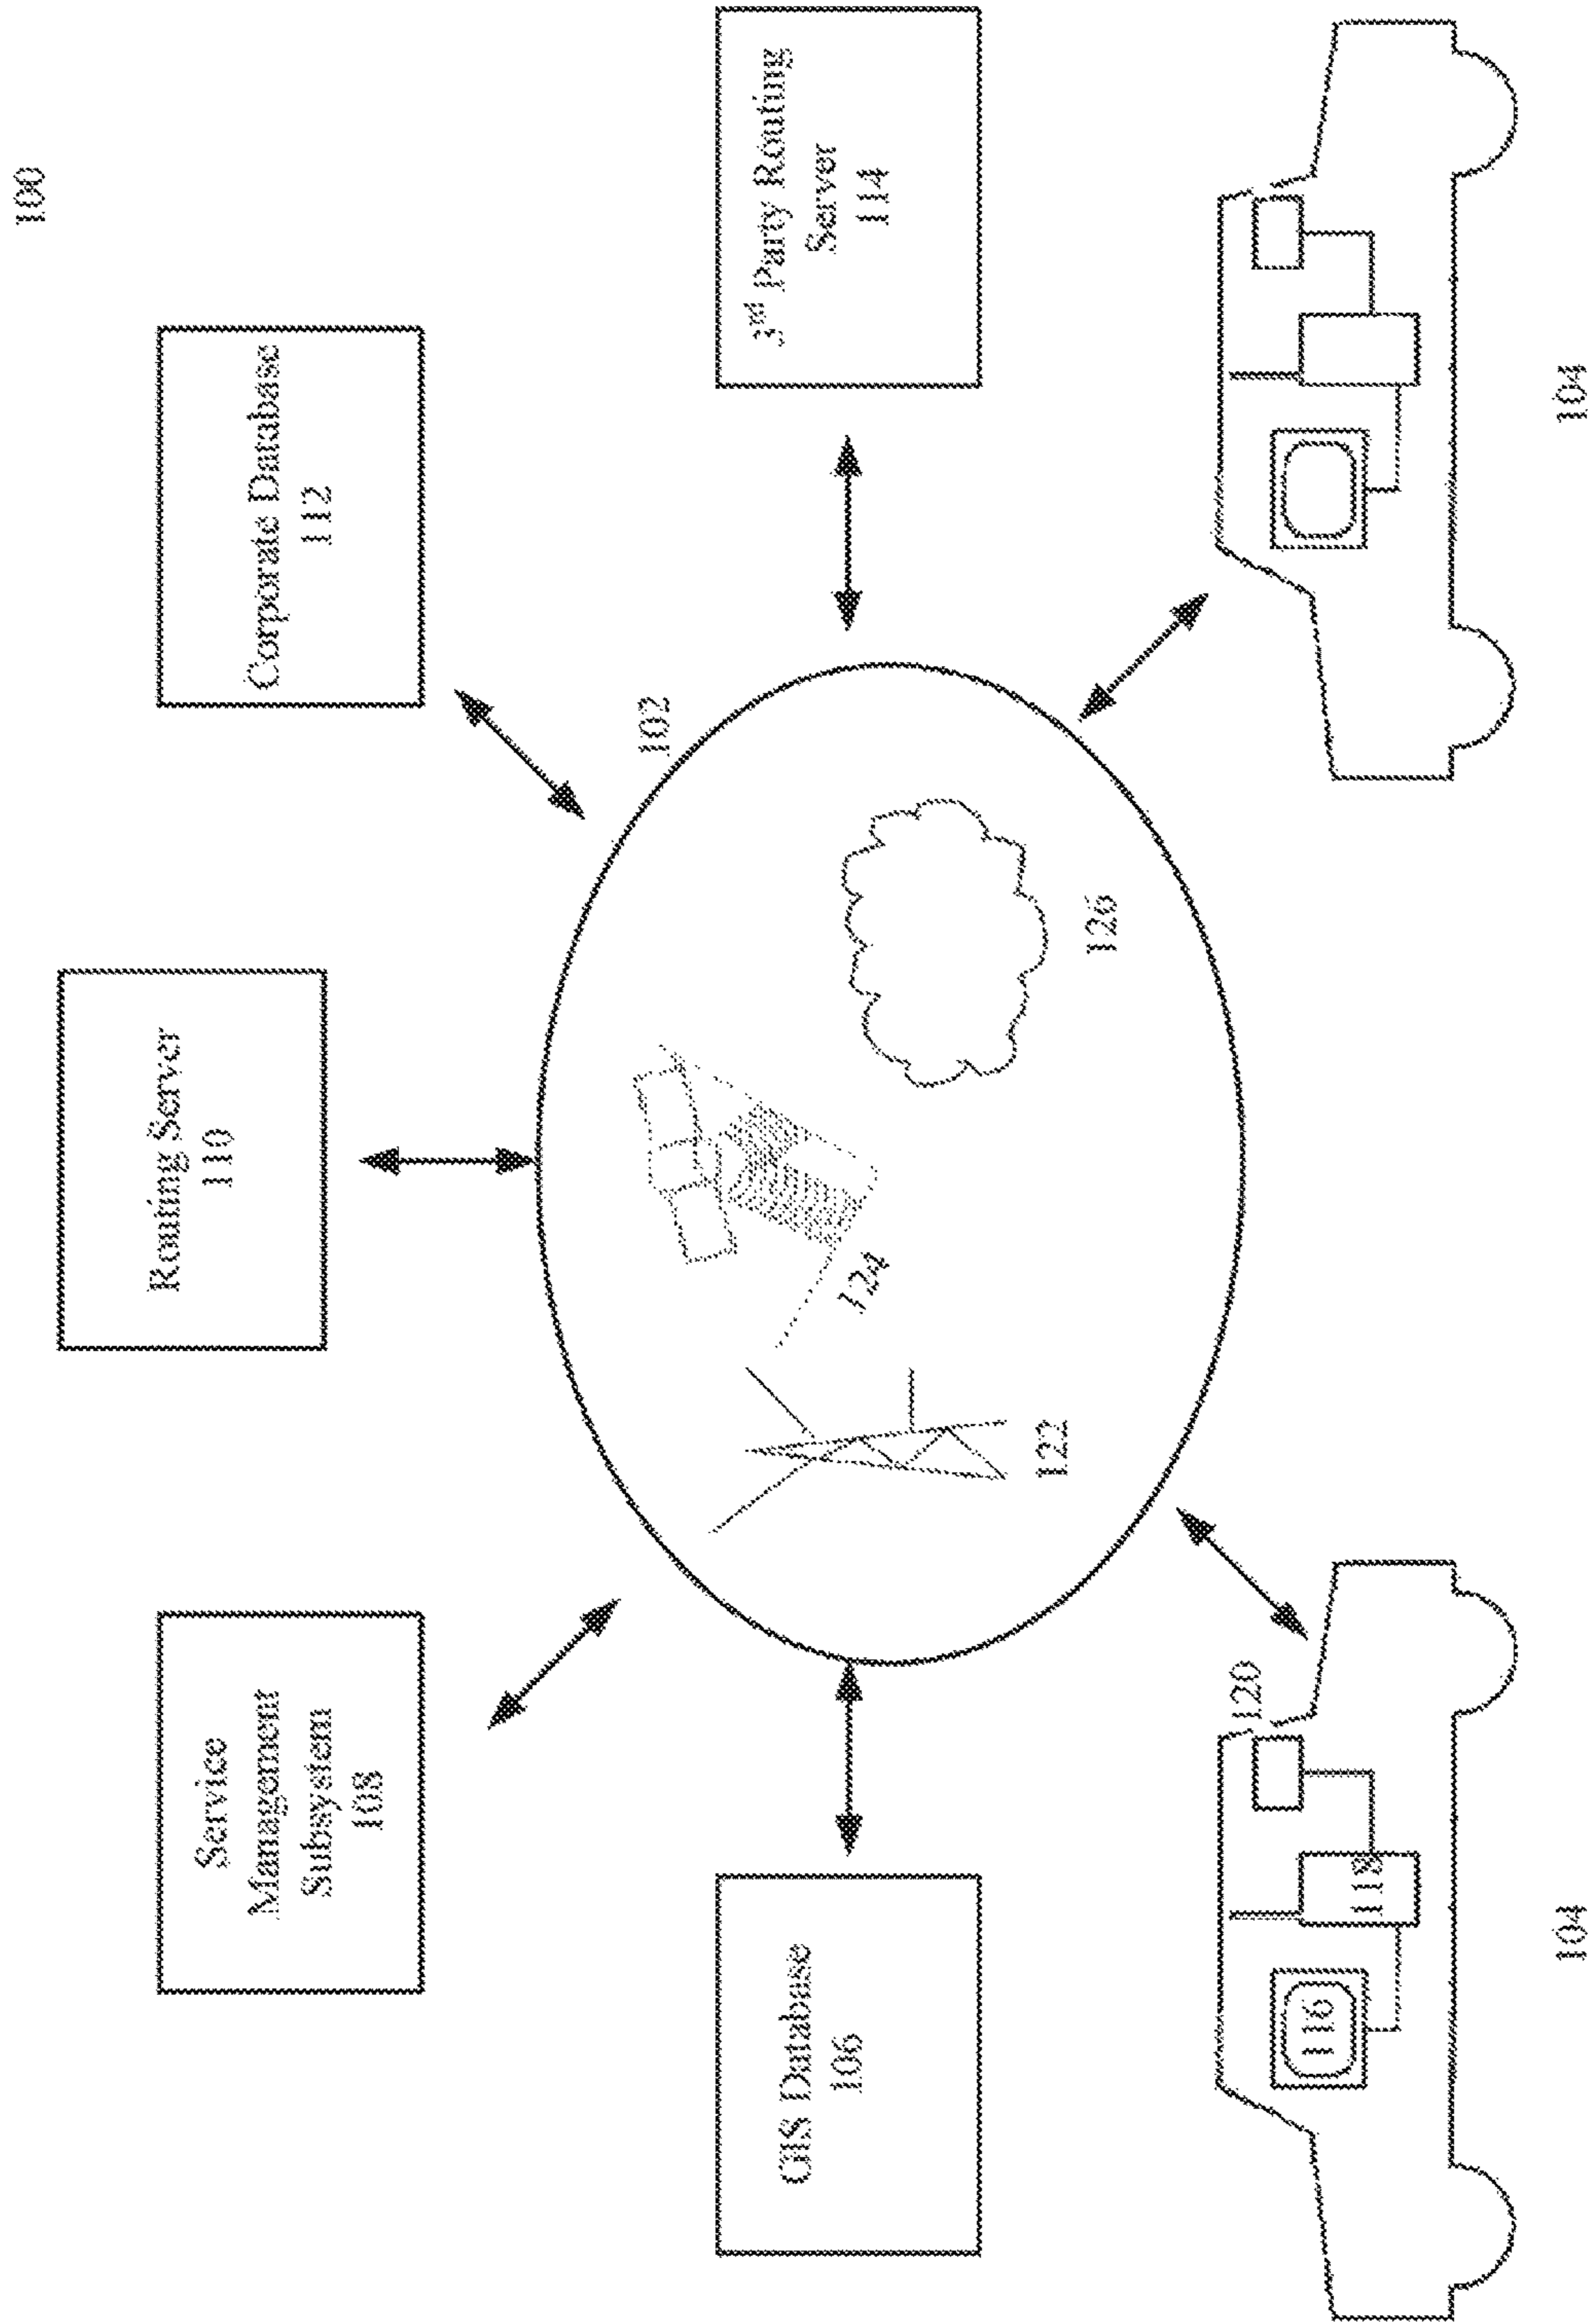 100
Routing Server
110
Service
Management
Subsystem
108
Corporate Database
112
102
GIS Database
106
3rd Party Routing
Server
114
124
122
126
120
116
118
104
104